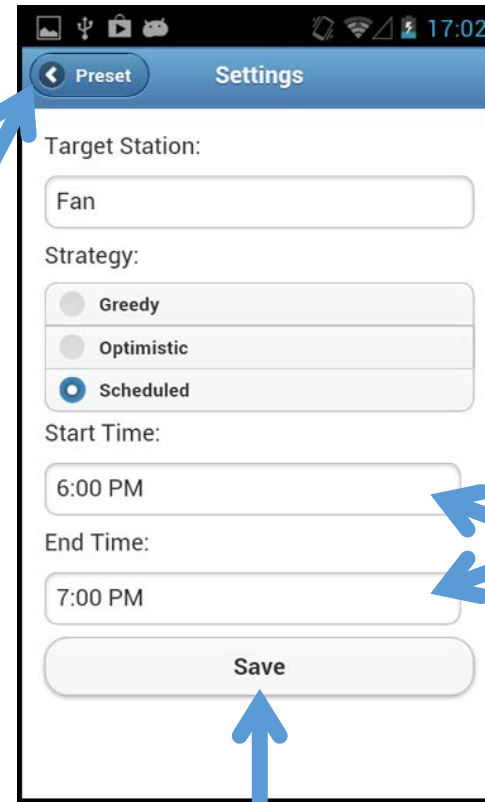 17:02
Preset
Settings
Target Station:
Fan
Strategy:
Greedy
Optimistic
Scheduled
Start Time:
6:00 PM
End Time:
7:00 PM
Save